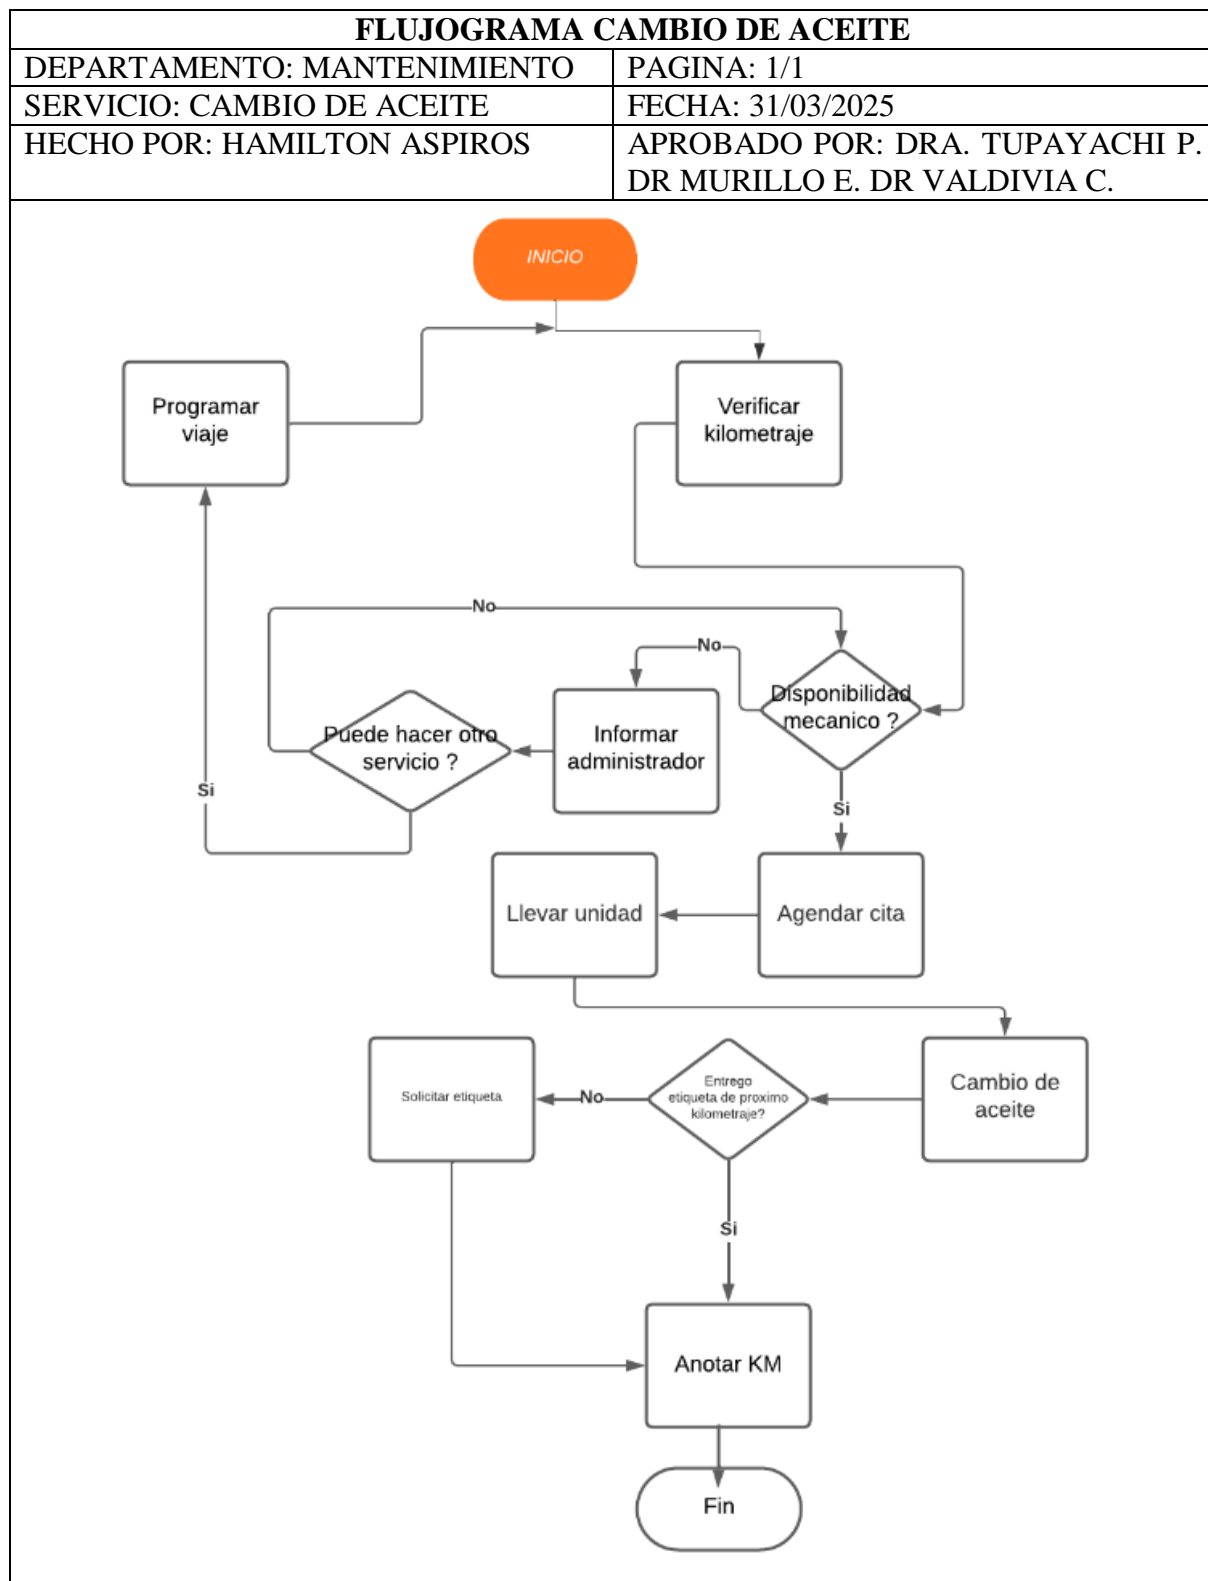 FLUJOGRAMA CAMBIO DE ACEITE
DEPARTAMENTO: MANTENIMIENTO
PAGINA: 1/1
SERVICIO: CAMBIO DE ACEITE
FECHA: 31/03/2025
HECHO POR: HAMILTON ASPIROS
APROBADO POR: DRA. TUPAYACHI P.
DR MURILLO E. DR VALDIVIA C.
INICIO
Programar
viaje
Verificar
kilometraje
No
No
Disponibilidad
mecanico ?
Informar
administrador
Puede hacer otro
servicio ?
Si
Si
Llevar unidad
Agendar cita
Cambio de
aceite
Entrego
etiqueta de proximo
kilometraje?
No
Solicitar etiqueta
Si
Anotar KM
Fin